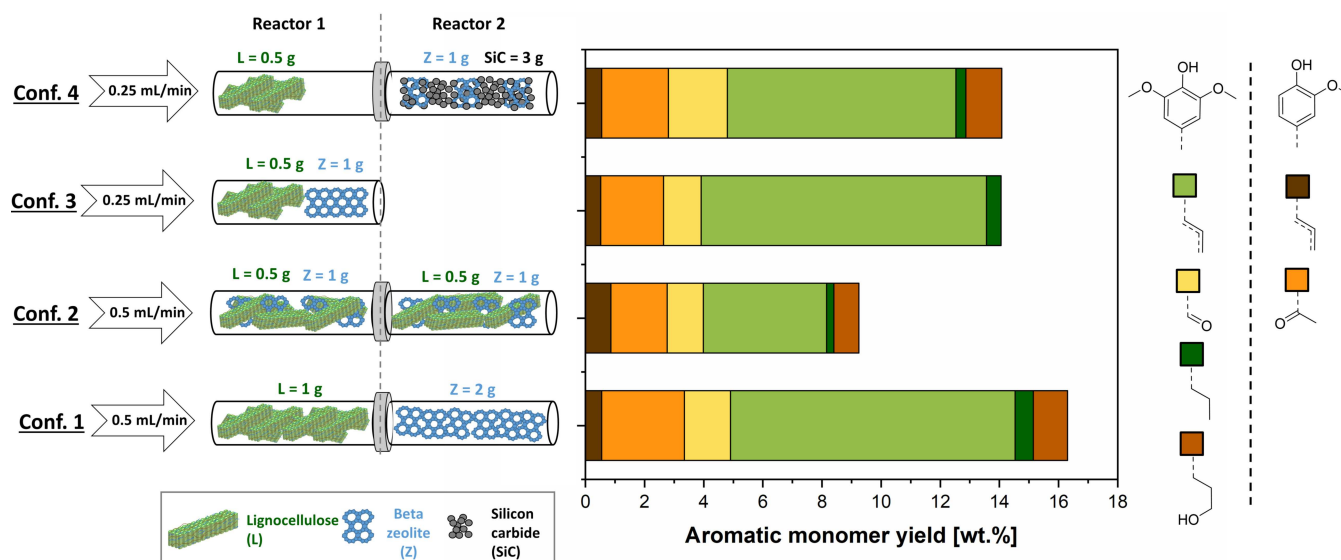 Reactor 1
Reactor 2
L = 0.5 g
Z = 1 g
SiC = 3 g
Conf. 4
0.25 mL/min
L = 0.5 g
Z = 1 g
Conf. 3
0.25 mL/min
L = 0.5 g
Z = 1 g
L = 0.5 g
Z = 1 g
Conf. 2
0.5 mL/min
L = 1 g
Z = 2 g
Conf. 1
0.5 mL/min
Lignocellulose
(L)
Beta
zeolite
(Z)
Silicon
carbide
(SiC)
0 2 4 6 8 10 12 14 16 18
Aromatic monomer yield [wt.%]
OH
O
O
OH
O
O
O
HO